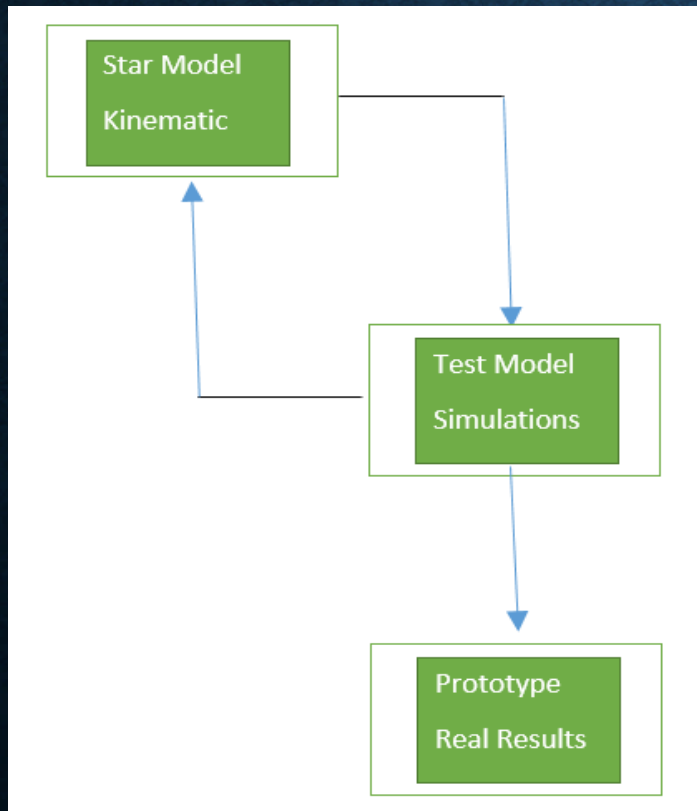 Star Model
Kinematic
Test Model
Simulations
Prototype
Real Results